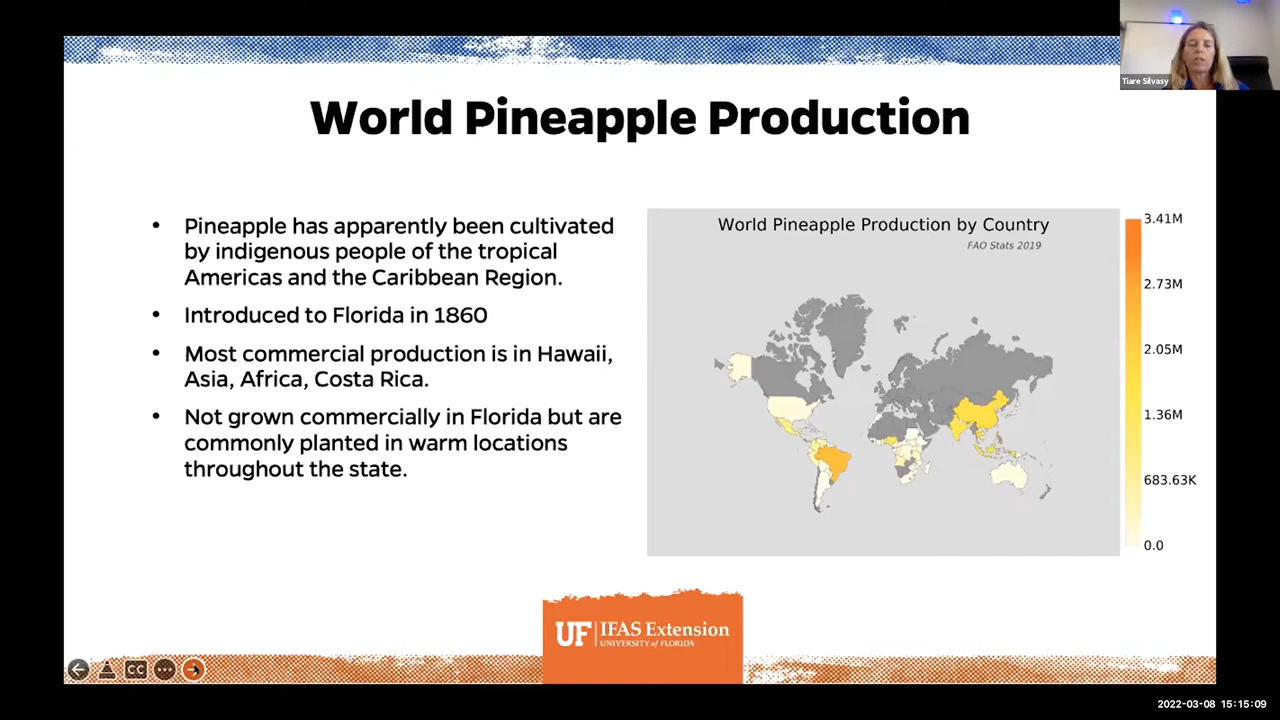 Tiare Silvasy
World Pineapple Production
• Pineapple has apparently been cultivated
by indigenous people of the tropical
Americas and the Caribbean Region.
• Introduced to Florida in 1860
• Most commercial production is in Hawaii,
Asia, Africa, Costa Rica.
• Not grown commercially in Florida but are
commonly planted in warm locations
throughout the state.
World Pineapple Production by Country
FAO Stats 2019
3.41M
2.73M
2.05M
1.36M
683.63K
0.0
UF IFAS Extension
UNIVERSITY of FLORIDA
CC
2022-03-08 15:15:09